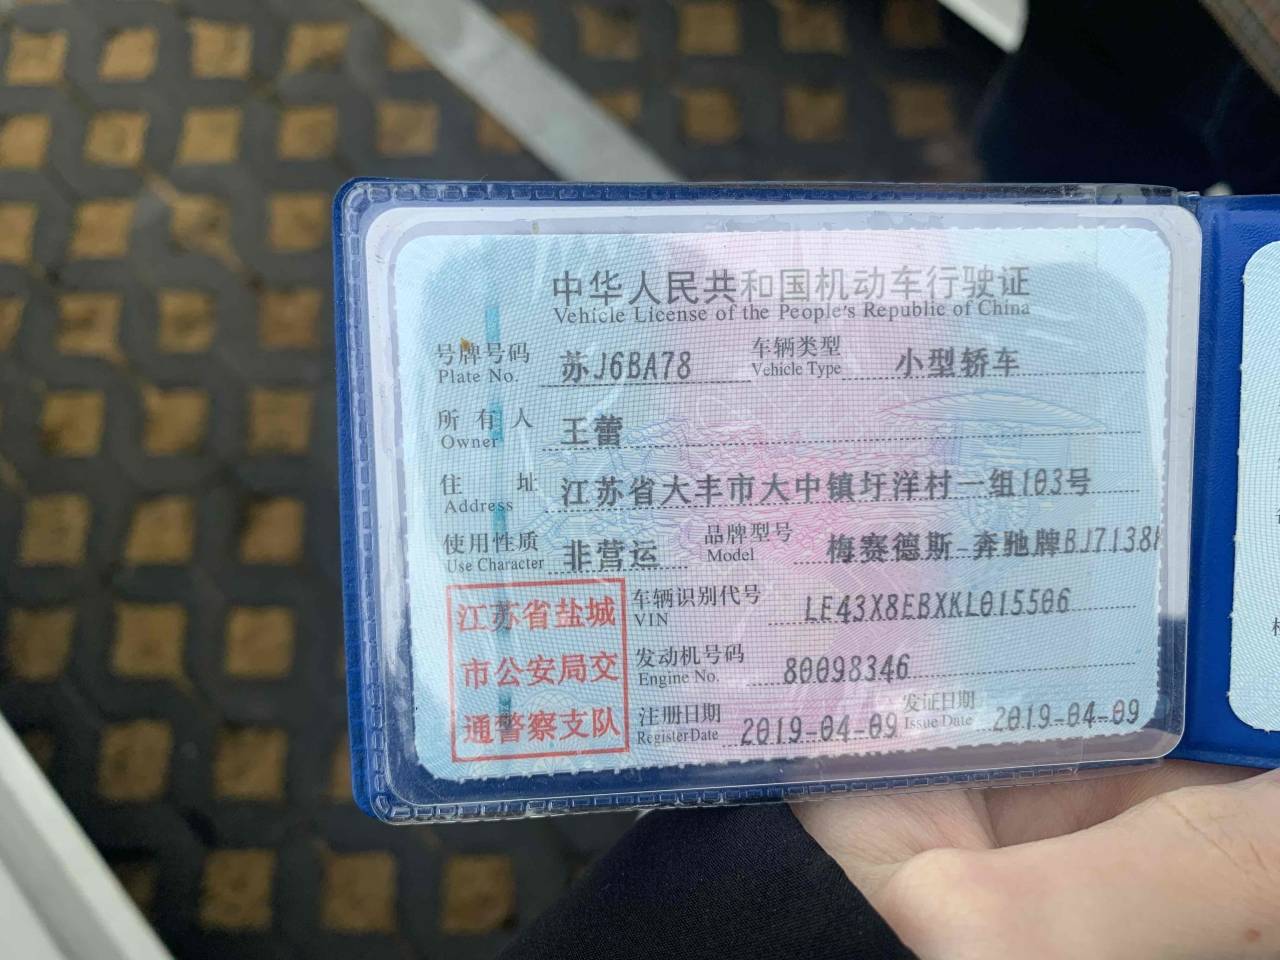 中华人民共和国机动车行驶证
Vehicle License of the People's Republic of China
号牌号码 苏J6BA78 车辆类型 小型轿车
Plate No. Vehicle Type
所有人 王蕾
Owner
住址 江苏省大丰市大中镇圩洋村一组103号
Address
使用性质 非营运 品牌型号 梅赛德斯-奔驰牌BJ7138
Use Character Model
江苏省盐城
市公安局交
通警察支队
车辆识别代号 LE43X8EBXKL015506
VIN
发动机号码 80098346
Engine No.
注册日期 2019-04-09 发证日期 2019-04-09
Register Date Issue Date